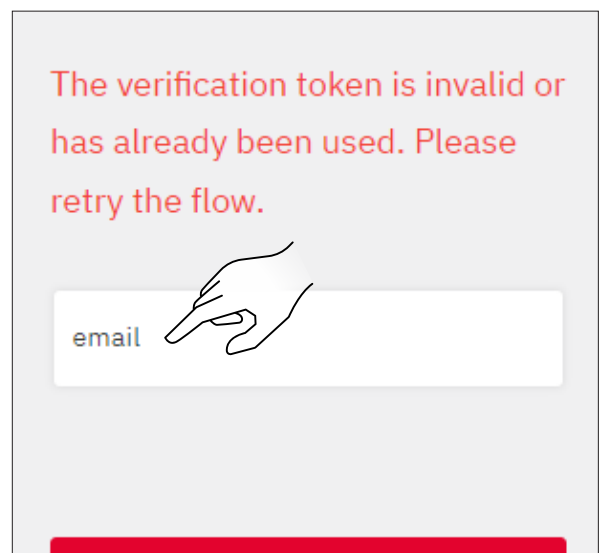 The verification token is invalid or
has already been used. Please
retry the flow.
email